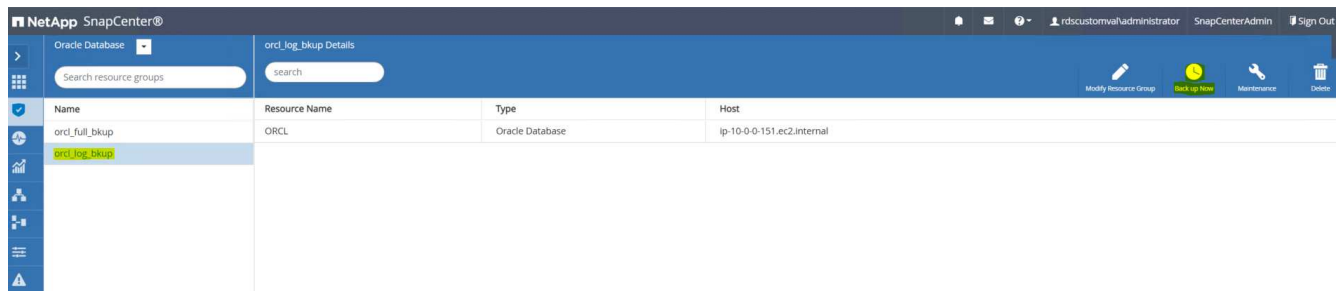 NetApp SnapCenter®
rdscustomval\administrator SnapCenterAdmin Sign Out
Oracle Database
orcl_log_bkup Details
Search resource groups
search
Modify Resource Group
Back up Now
Maintenance
Delete
Name
Resource Name Type Host
orcl_full_bkup
ORCL Oracle Database ip-10-0-0-151.ec2.internal
orcl_log_bkup